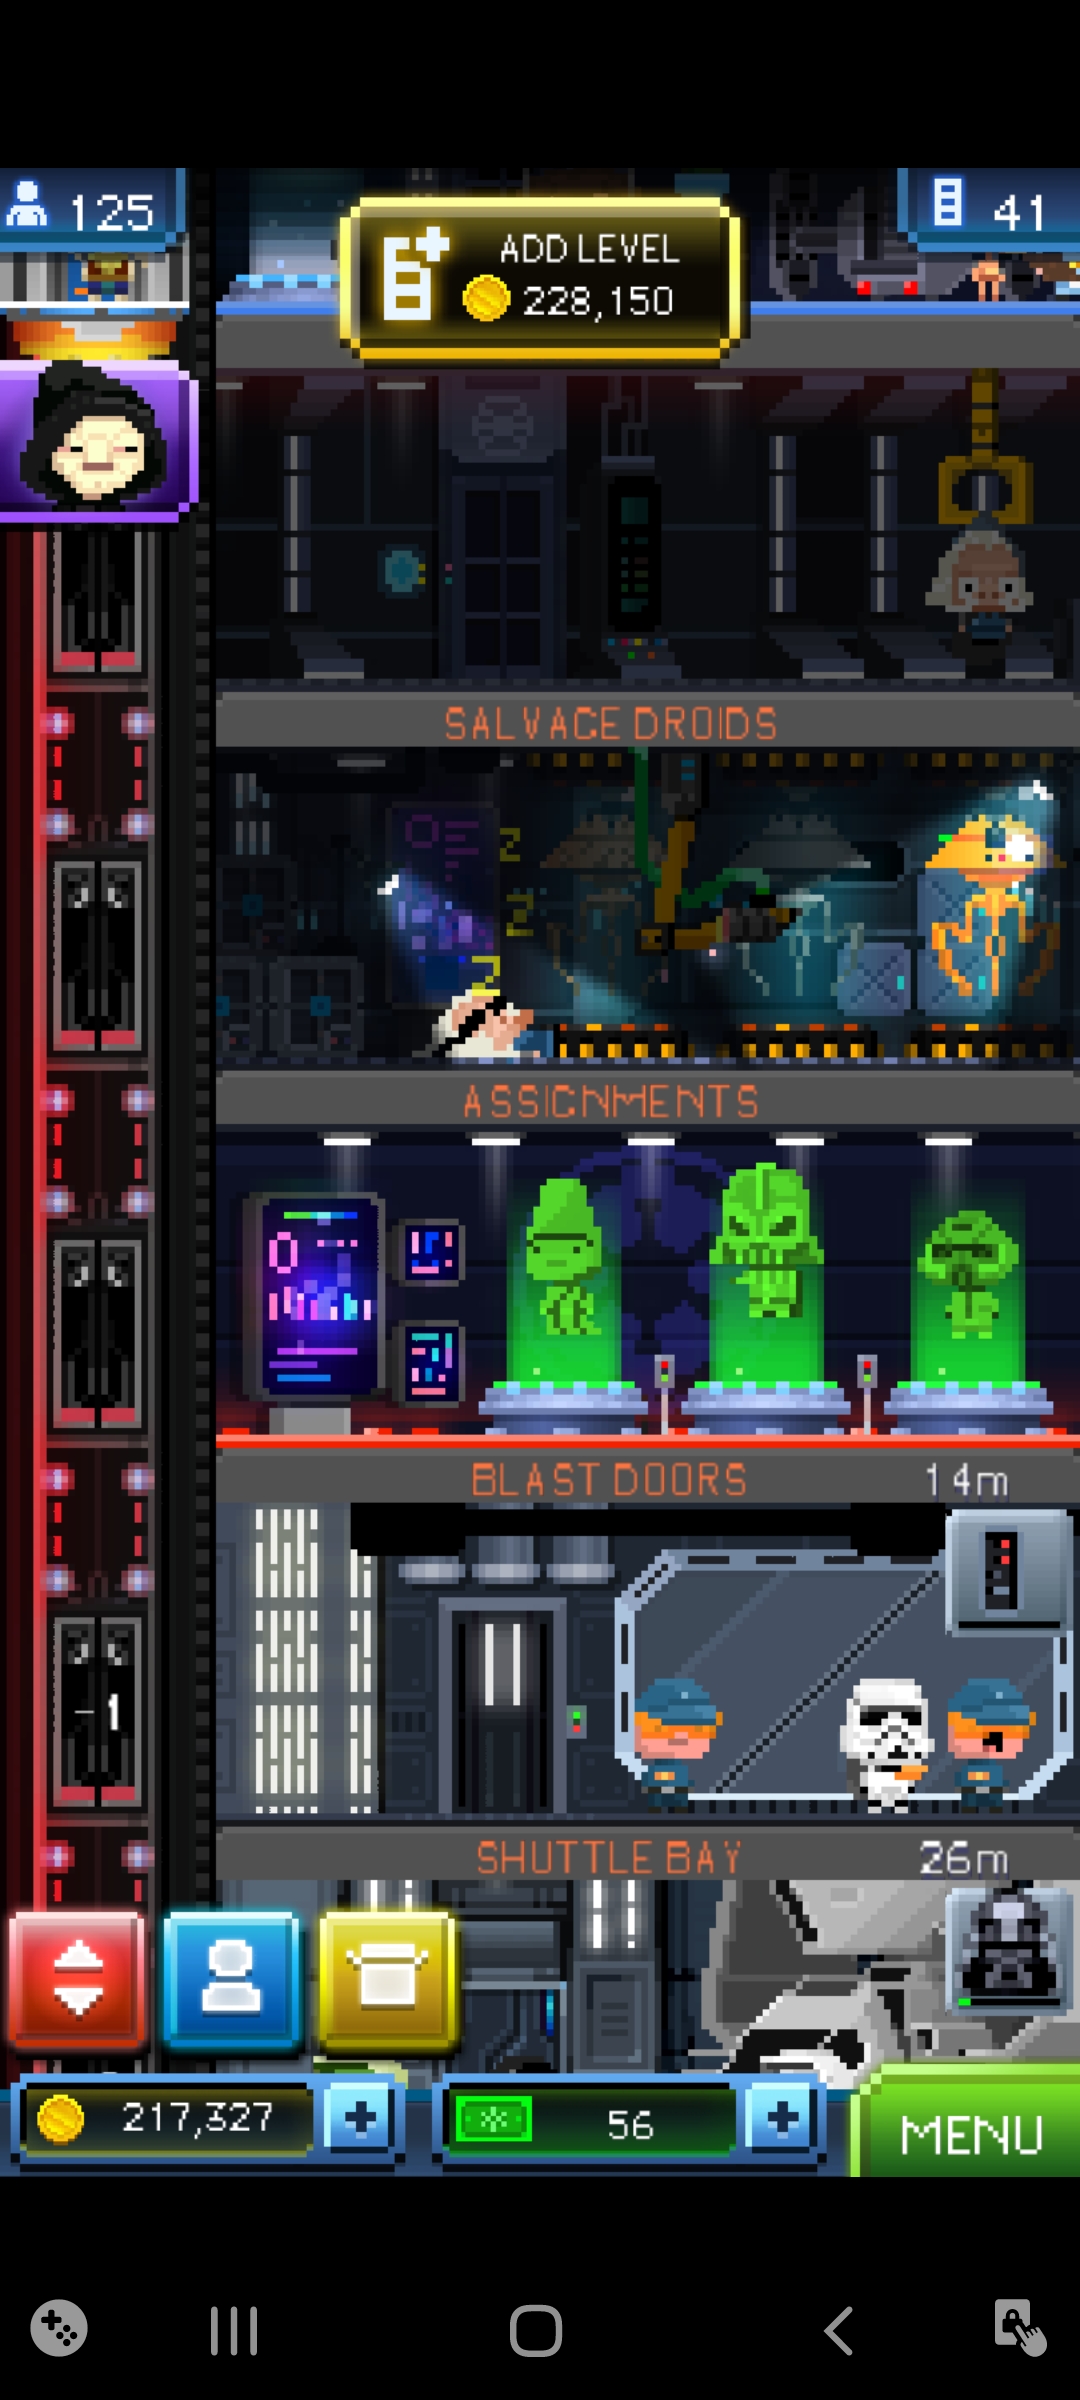 125
ADD LEVEL
228,150
41
SALVAGE DROIDS
Z
Z
Z
ASSIGNMENTS
BLAST DOORS 14m
-1
SHUTTLE BAY 26m
217,327
56
MENU